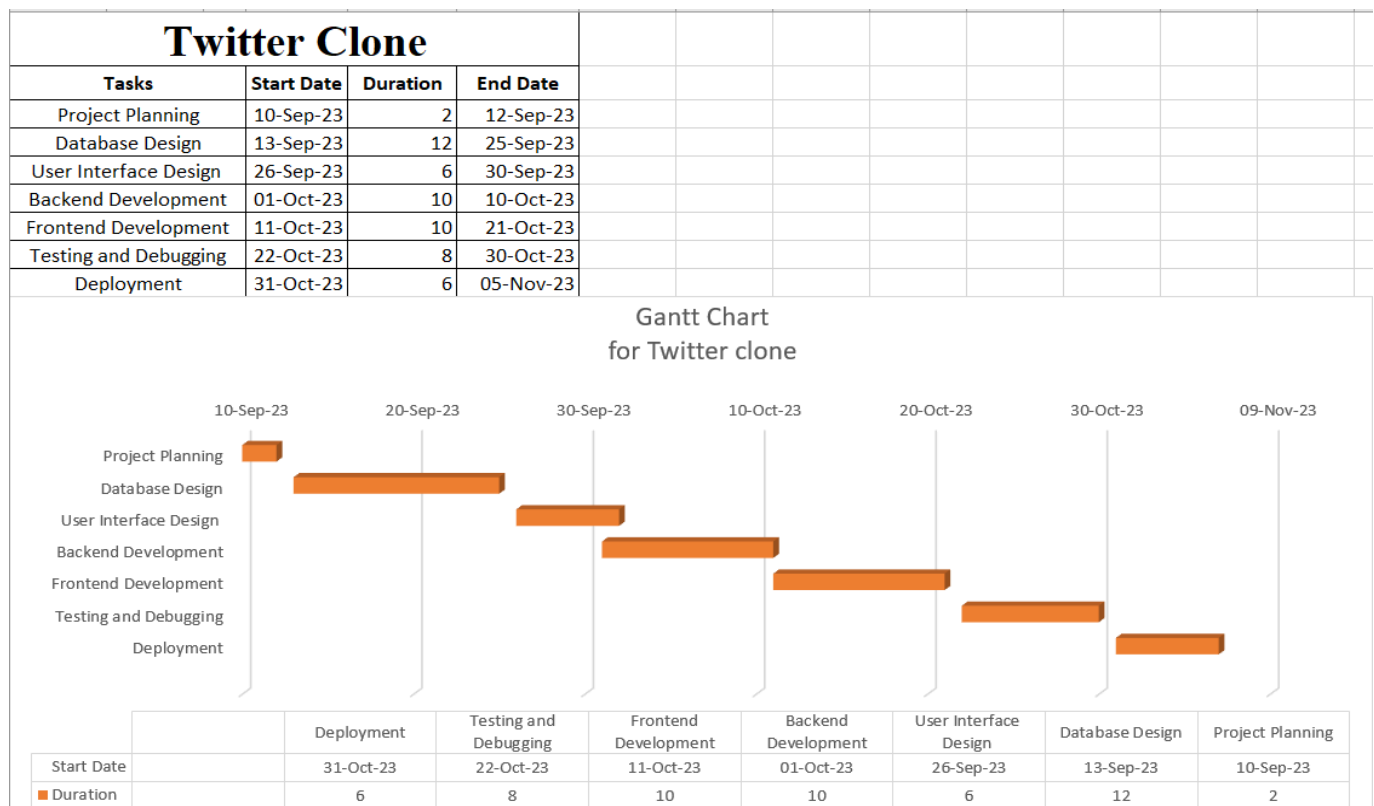 Twitter Clone
Tasks Start Date Duration End Date
Project Planning 10-Sep-23 2 12-Sep-23
Database Design 13-Sep-23 12 25-Sep-23
User Interface Design 26-Sep-23 6 30-Sep-23
Backend Development 01-Oct-23 10 10-Oct-23
Frontend Development 11-Oct-23 10 21-Oct-23
Testing and Debugging 22-Oct-23 8 30-Oct-23
Deployment 31-Oct-23 6 05-Nov-23
Gantt Chart
for Twitter clone
10-Sep-23 20-Sep-23 30-Sep-23 10-Oct-23 20-Oct-23 30-Oct-23 09-Nov-23
Project Planning
Database Design
User Interface Design
Backend Development
Frontend Development
Testing and Debugging
Deployment
Deployment Testing and Debugging Frontend Development Backend Development User Interface Design Database Design Project Planning
Start Date 31-Oct-23 22-Oct-23 11-Oct-23 01-Oct-23 26-Sep-23 13-Sep-23 10-Sep-23
Duration 6 8 10 10 6 12 2